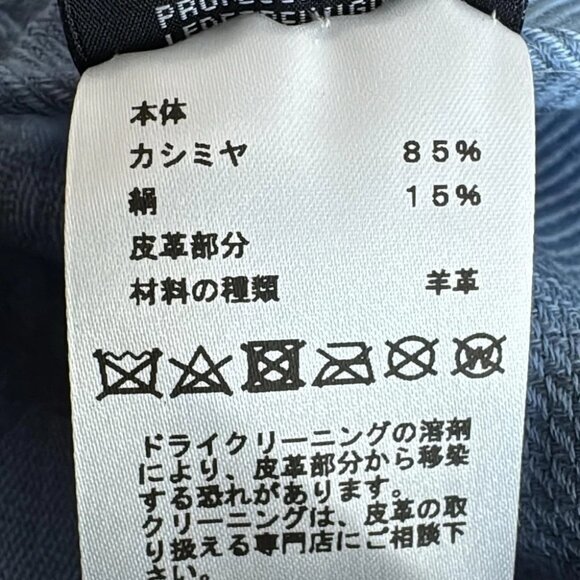 本体
カシミヤ 85%
絹 15%
皮革部分
材料の種類 羊革
W
ドライクリーニングの溶剤
により、皮革部分から移染
する恐れがあります。
クリーニングは、皮革の取
り扱える専門店にご相談下
さい。